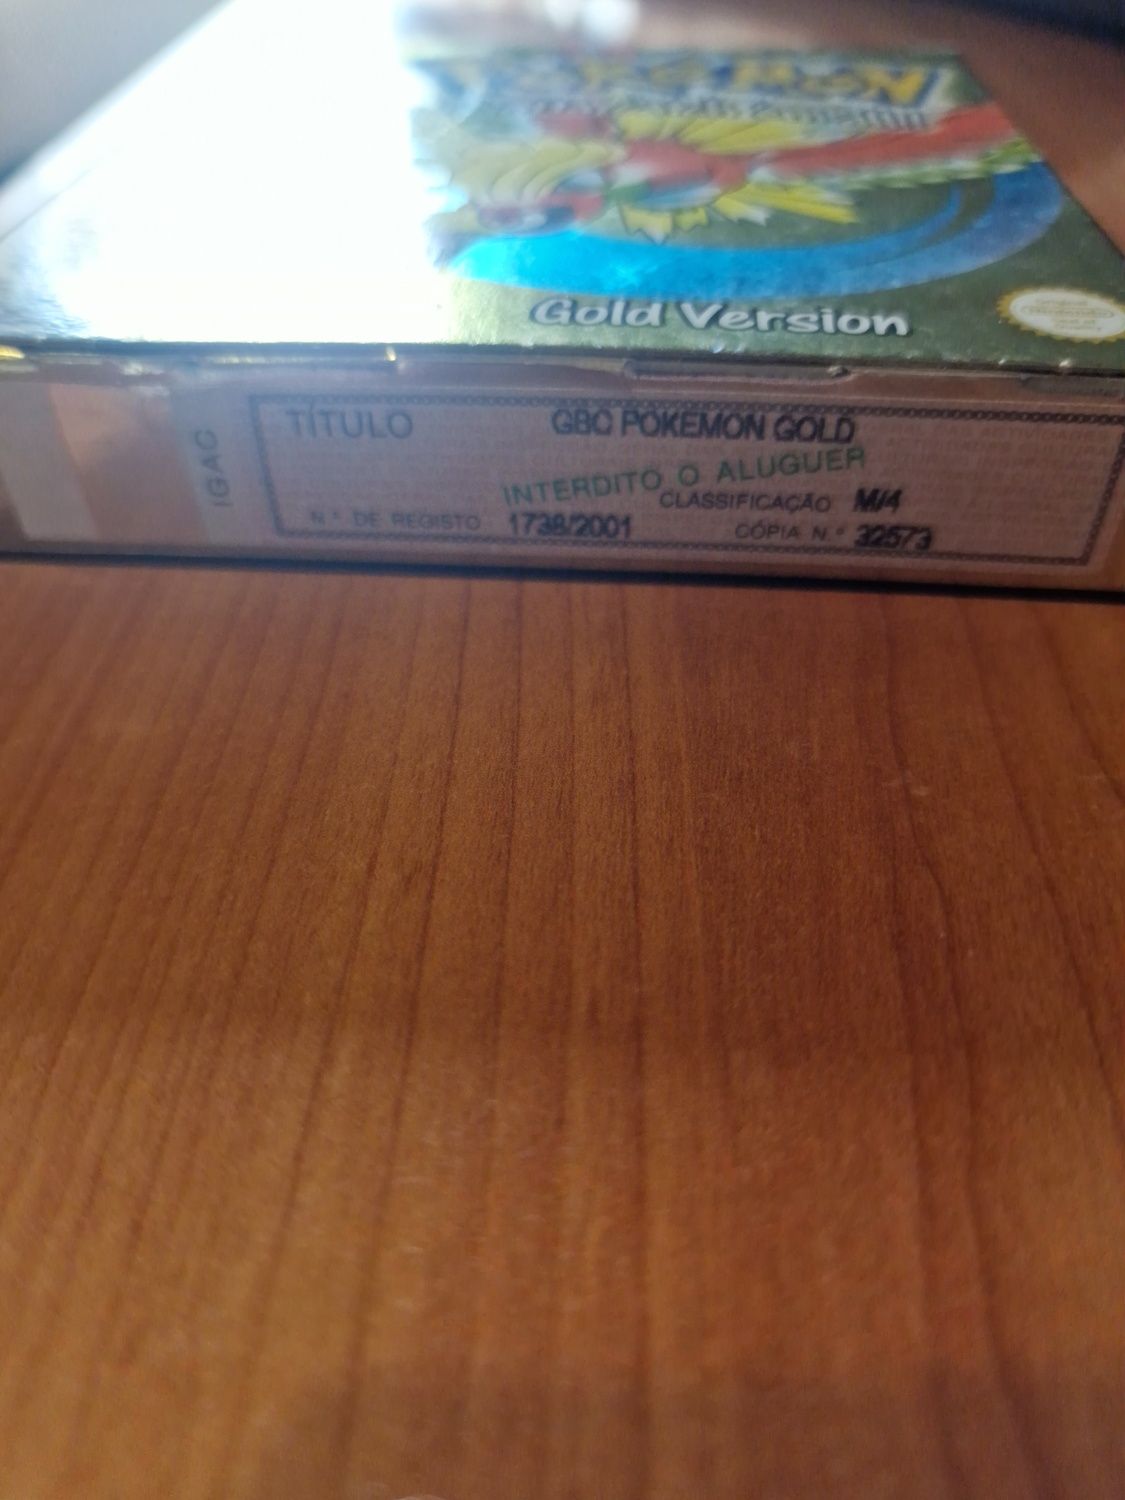 Gold Version
IGAC
TÍTULO GBC POKEMON GOLD
INTERDITO O ALUGUER
CLASSIFICAÇÃO M/4
N.º DE REGISTO 1738/2001 CÓPIA N.º 32573